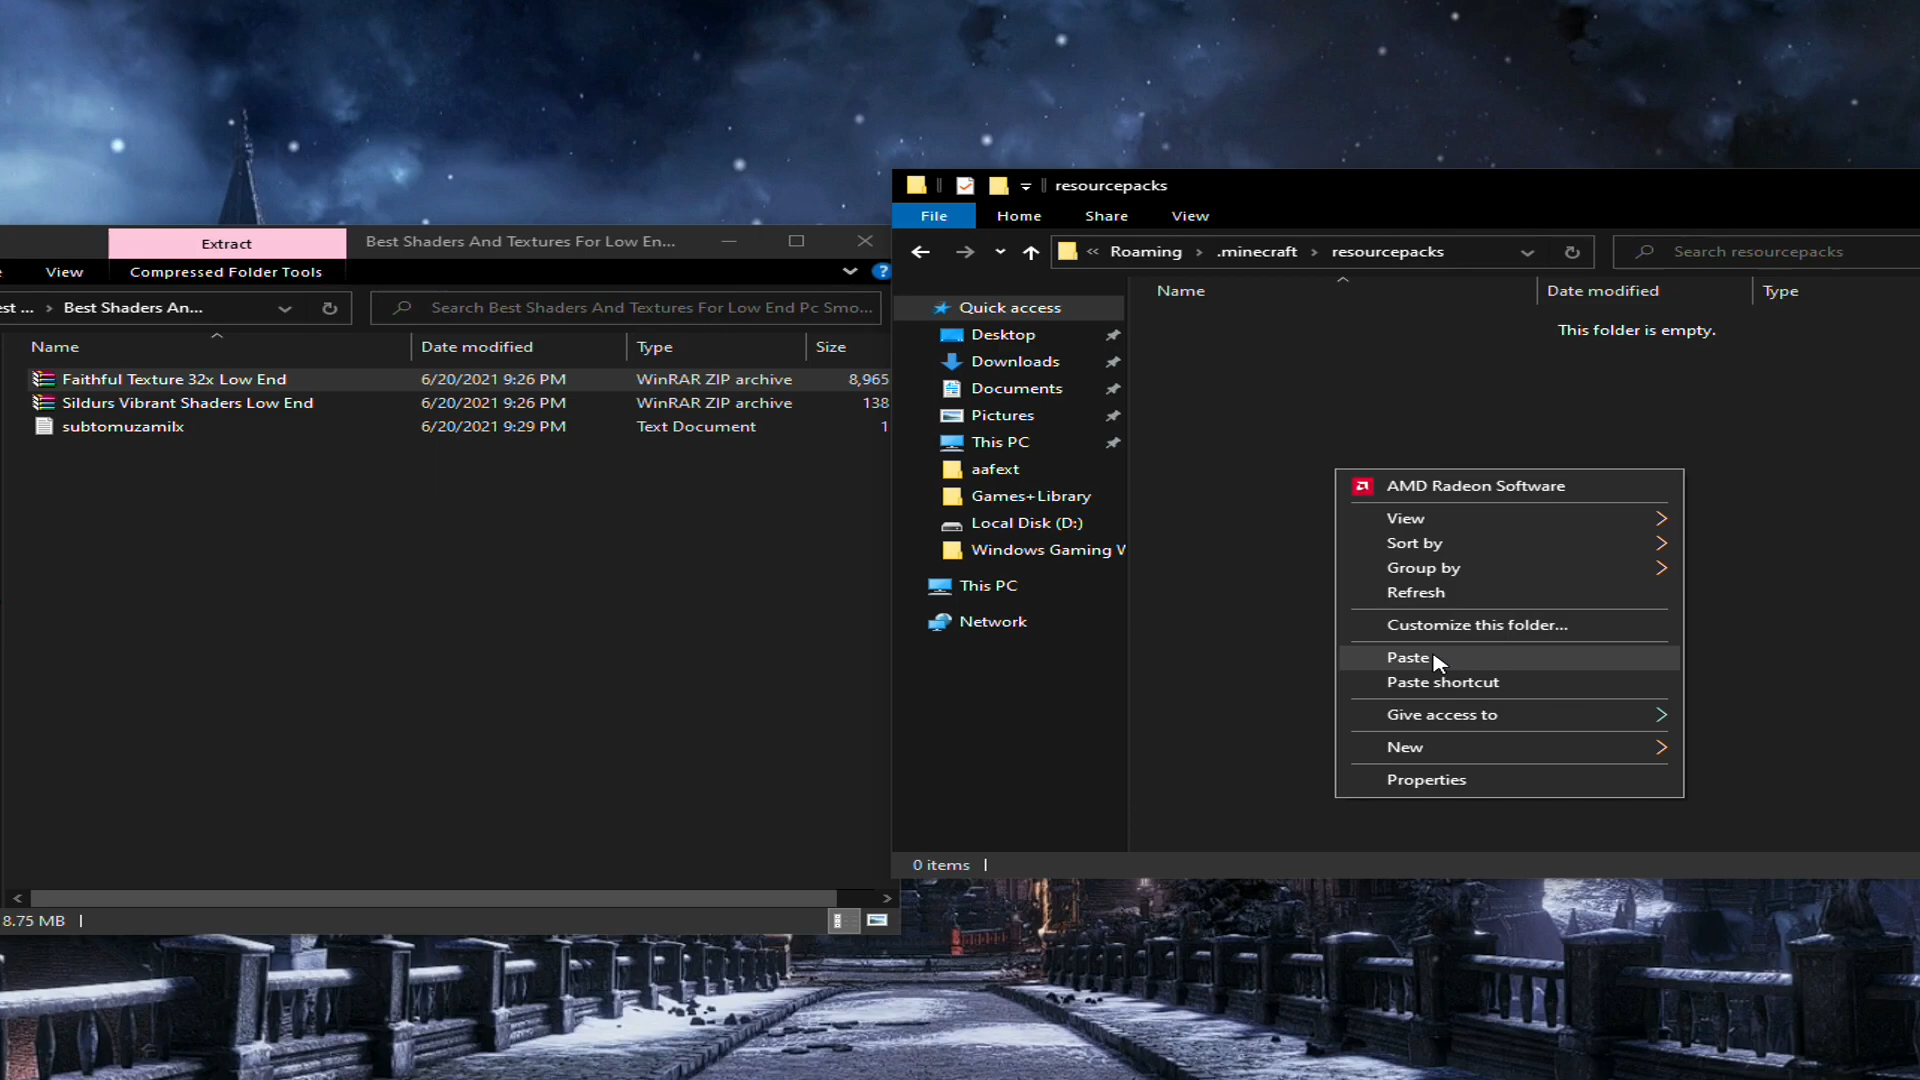 Extract
Best Shaders And Textures For Low En...
View
Compressed Folder Tools
est ... > Best Shaders An...
Search Best Shaders And Textures For Low End Pc Smo...
Name Date modified Type Size
Faithful Texture 32x Low End 6/20/2021 9:26 PM WinRAR ZIP archive 8,965
Sildurs Vibrant Shaders Low End 6/20/2021 9:26 PM WinRAR ZIP archive 138
subtomuzamilx 6/20/2021 9:29 PM Text Document 1
8.75 MB
resourcepacks
File Home Share View
« Roaming > .minecraft > resourcepacks
Search resourcepacks
Name Date modified Type
This folder is empty.
Quick access
Desktop
Downloads
Documents
Pictures
This PC
aafext
Games+Library
Local Disk (D:)
Windows Gaming W
This PC
Network
0 items
AMD Radeon Software
View
Sort by
Group by
Refresh
Customize this folder...
Paste
Paste shortcut
Give access to
New
Properties